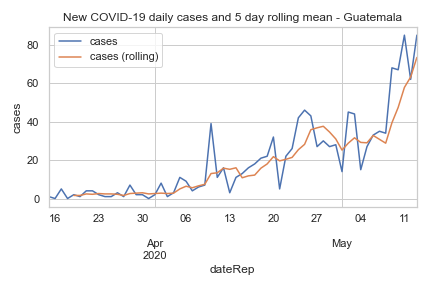 New COVID-19 daily cases and 5 day rolling mean - Guatemala
cases
cases (rolling)
80
60
40
20
0
cases
16 23 30 06 13 20 27 04 11
Apr May
2020
dateRep